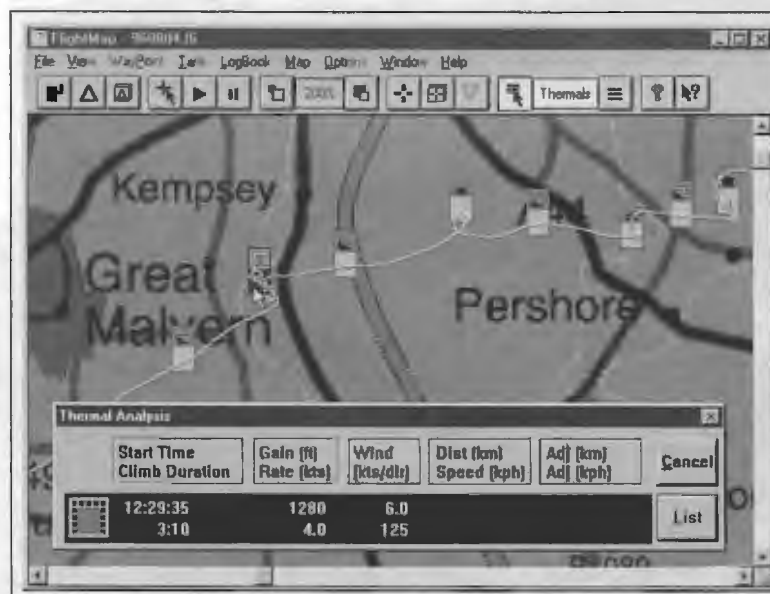 FlightMap -
File View WayPoint Task LogBook Map Options Window Help
200%
Thermals
Kempsey
Great
Malvern
A44
Pershore
Thermal Analysis
Start Time
Climb Duration
Gain (ft)
Rate (kts)
Wind
(kts/dir)
Dist (km)
Speed (kph)
Adj (km)
Adj (kph)
Cancel
12:29:35
3:10
1280
4.0
6.0
125
List